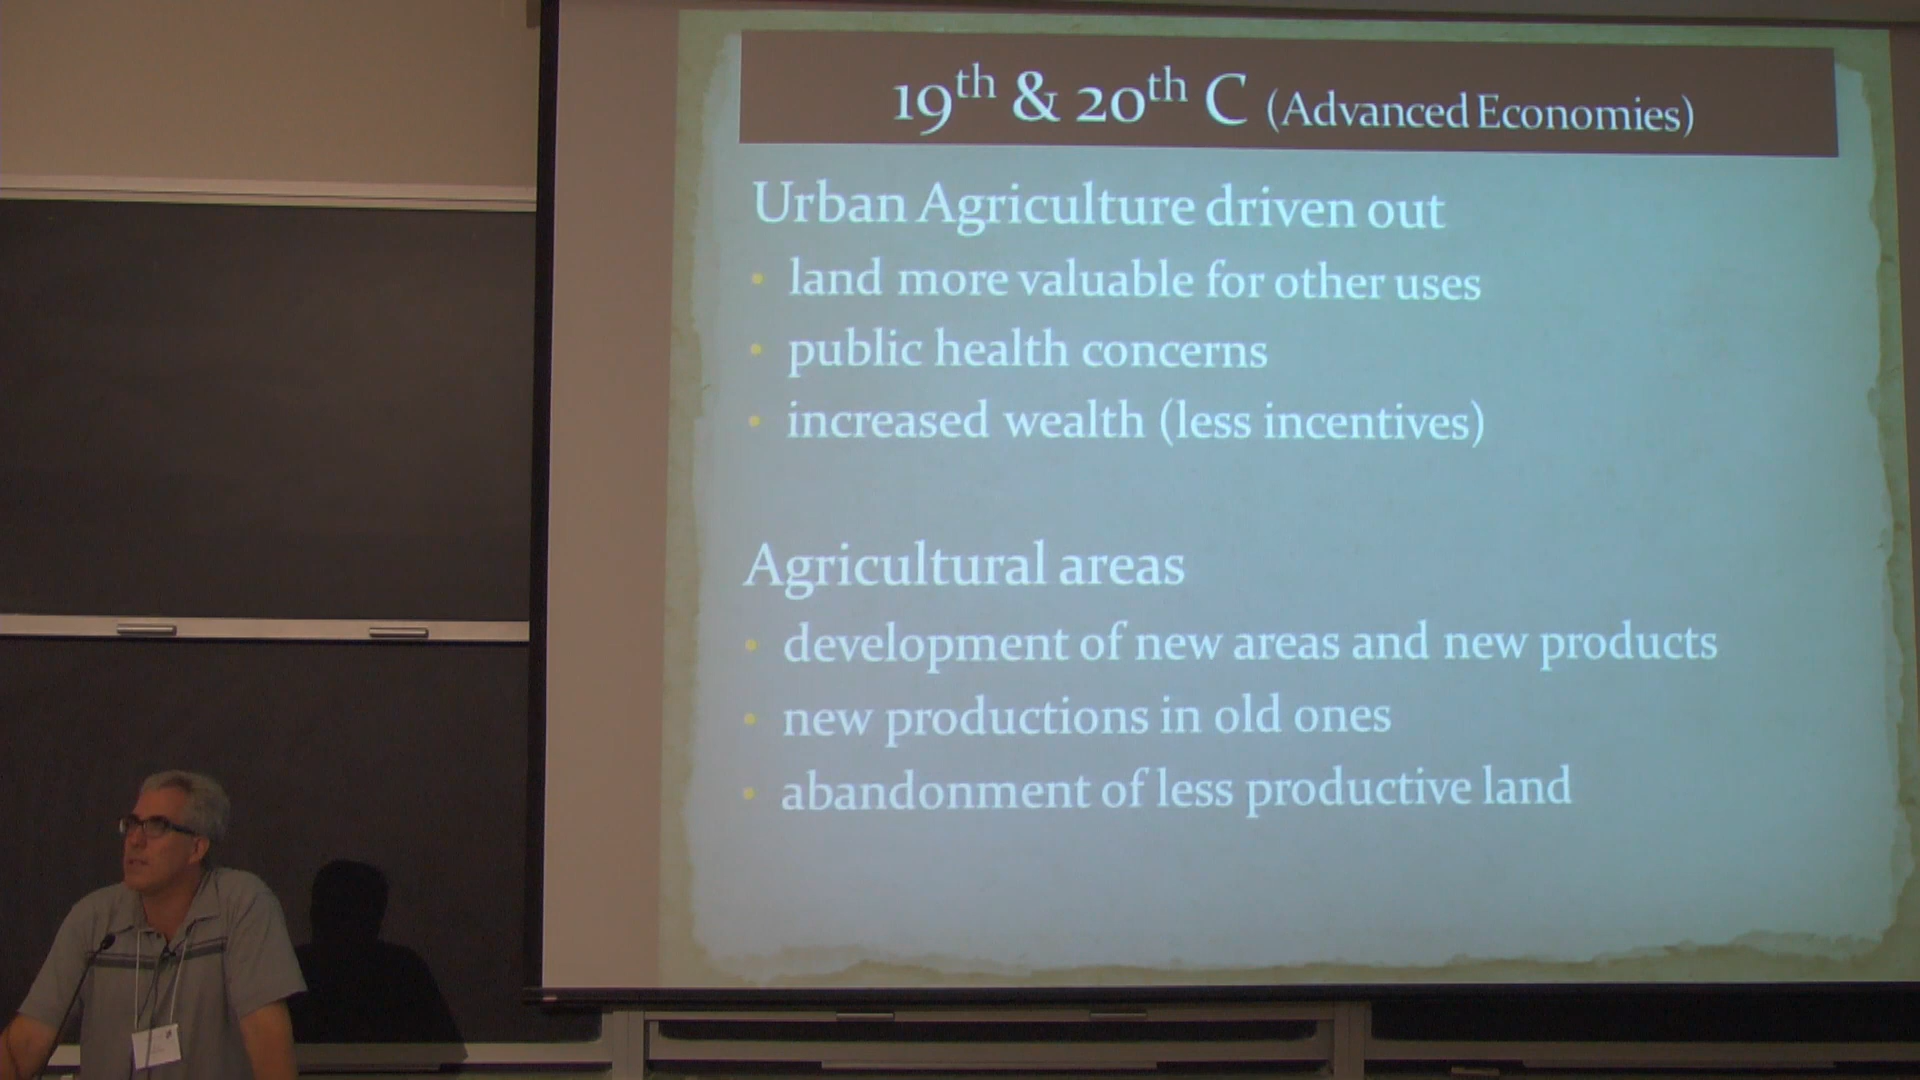 19th & 20th C (Advanced Economies)
Urban Agriculture driven out
• land more valuable for other uses
• public health concerns
• increased wealth (less incentives)
Agricultural areas
• development of new areas and new products
• new productions in old ones
• abandonment of less productive land